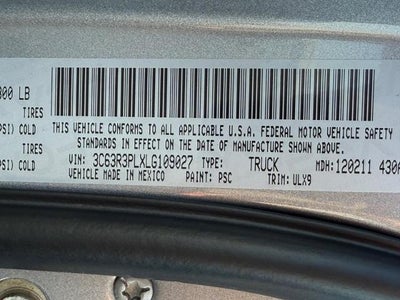 800 LB
TIRES
PSI) COLD
TIRES
PSI) COLD
THIS VEHICLE CONFORMS TO ALL APPLICABLE U.S.A. FEDERAL MOTOR VEHICLE SAFETY
STANDARDS IN EFFECT ON THE DATE OF MANUFACTURE SHOWN ABOVE.
VIN: 3C63R3PLXLG109027 TYPE: TRUCK MDH: 120211 430
VEHICLE MADE IN MEXICO PAINT: PSC TRIM: ULX9